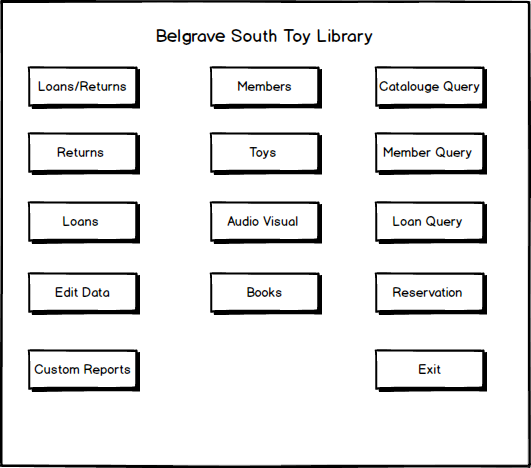 Belgrave South Toy Library
Loans/Returns
Members
Catalouge Query
Returns
Toys
Member Query
Loans
Audio Visual
Loan Query
Edit Data
Books
Reservation
Custom Reports
Exit